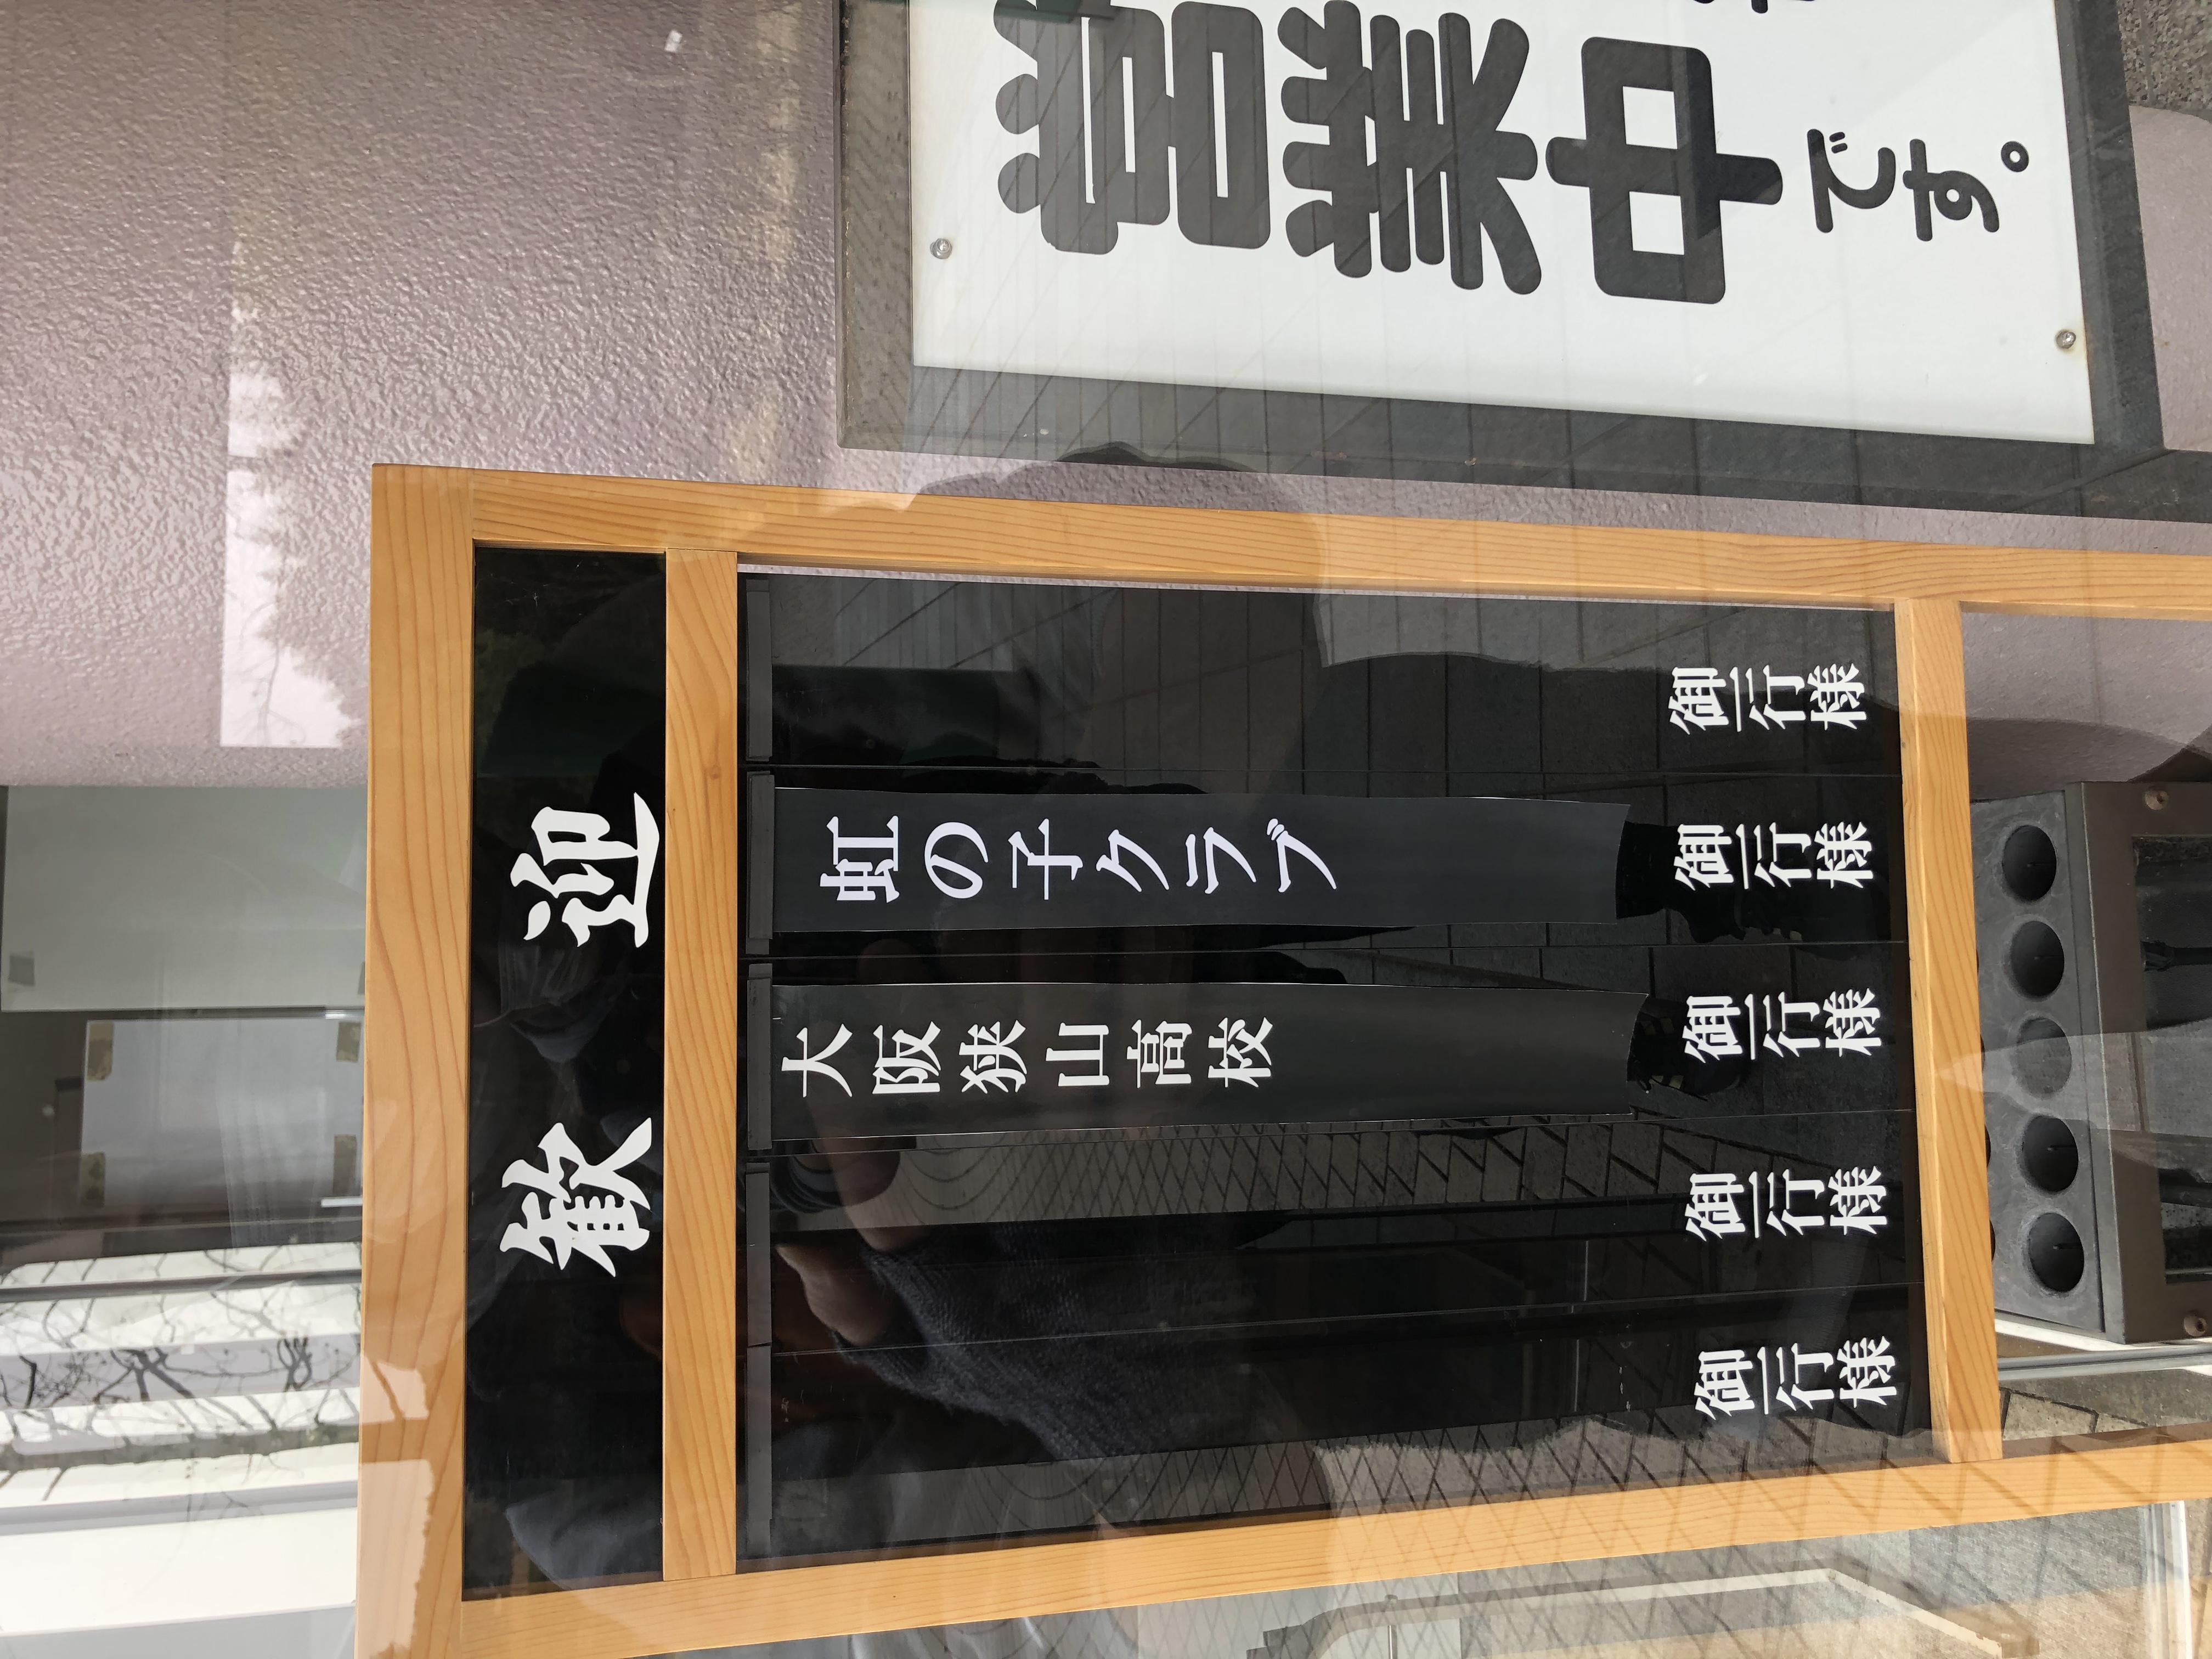 営業中です。
歓迎
御一行様
虹の子クラブ 御一行様
大阪狭山高校 御一行様
御一行様
御一行様